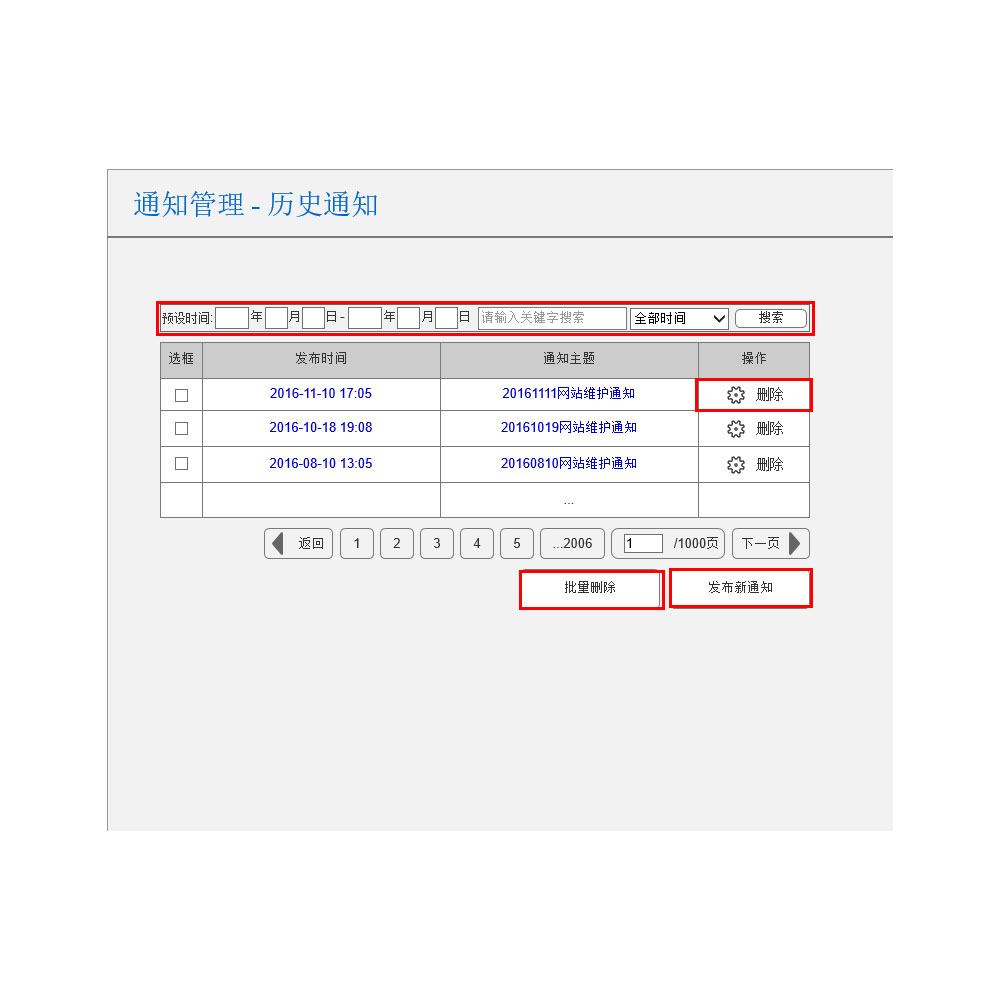 通知管理 - 历史通知
预设时间: 年 月 日 - 年 月 日 请输入关键字搜索 全部时间 搜索
选框 发布时间 通知主题 操作
2016-11-10 17:05 20161111网站维护通知 删除
2016-10-18 19:08 20161019网站维护通知 删除
2016-08-10 13:05 20160810网站维护通知 删除
...
返回 1 2 3 4 5 ...2006 1 /1000页 下一页
批量删除 发布新通知